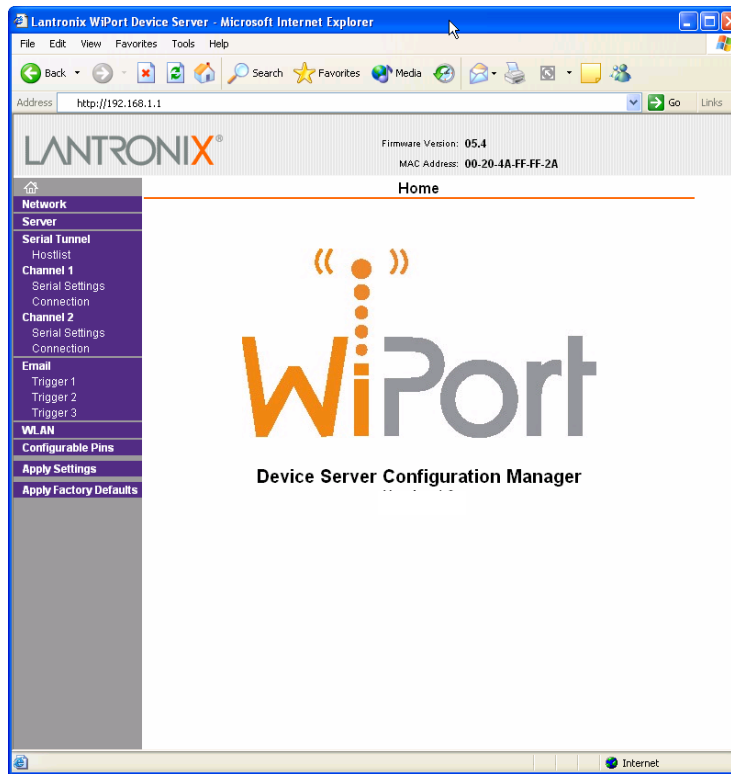 Lantronix WiPort Device Server - Microsoft Internet Explorer
File Edit View Favorites Tools Help
Back Search Favorites Media
Address http://192.168.1.1 Go Links
LANTRONIX®
Firmware Version: 05.4
MAC Address: 00-20-4A-FF-FF-2A
Home
Network
Server
Serial Tunnel
Hostlist
Channel 1
Serial Settings
Connection
Channel 2
Serial Settings
Connection
Email
Trigger 1
Trigger 2
Trigger 3
WLAN
Configurable Pins
Apply Settings
Apply Factory Defaults
WiPort
Device Server Configuration Manager
Internet